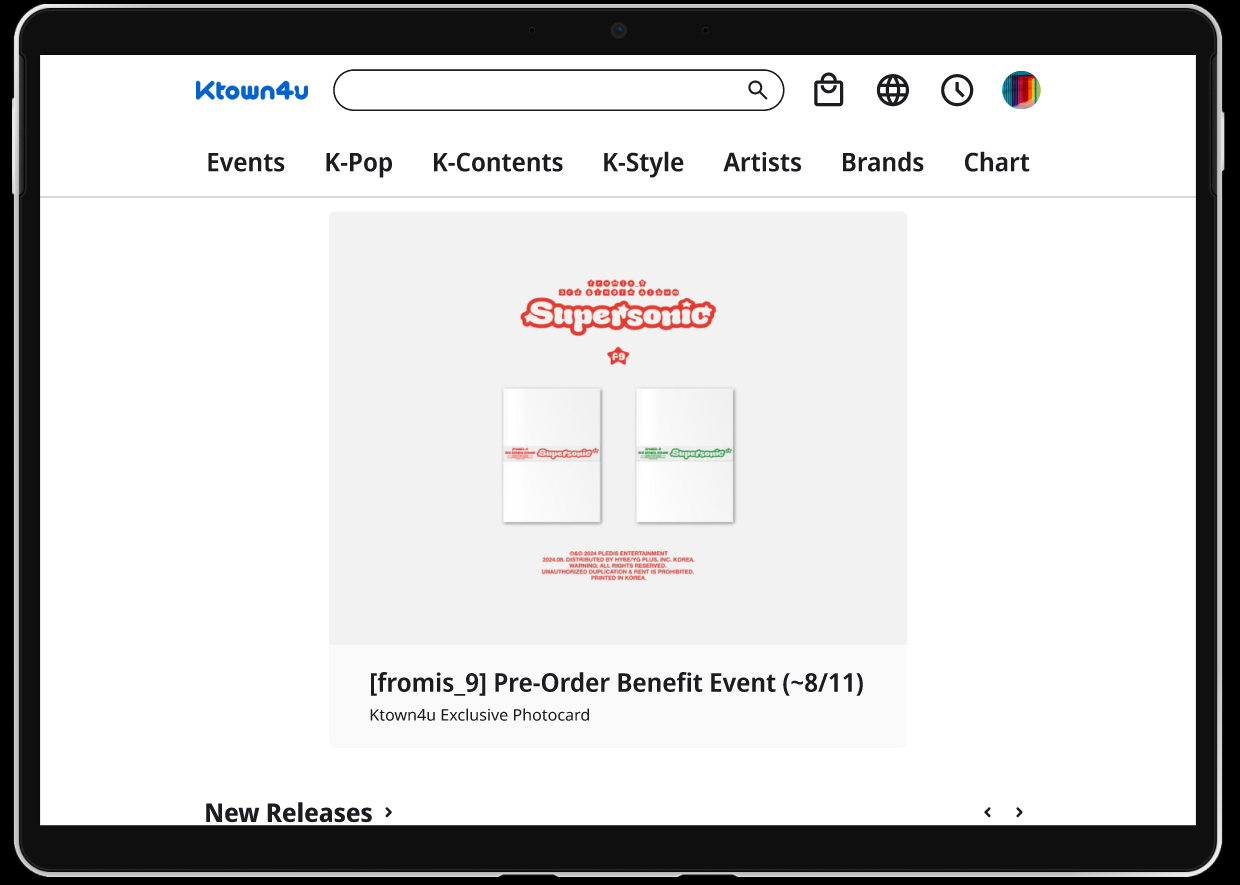 Ktown4u
Events K-Pop K-Contents K-Style Artists Brands Chart
fromis_9
3rd Single Album
Supersonic
F9
Supersonic
Supersonic
℗&© 2024 PLEDIS ENTERTAINMENT
2024.08. DISTRIBUTED BY HYBE/YG PLUS, INC. KOREA.
WARNING: ALL RIGHTS RESERVED.
UNAUTHORIZED DUPLICATION & RENT IS PROHIBITED.
PRINTED IN KOREA.
[fromis_9] Pre-Order Benefit Event (~8/11)
Ktown4u Exclusive Photocard
New Releases